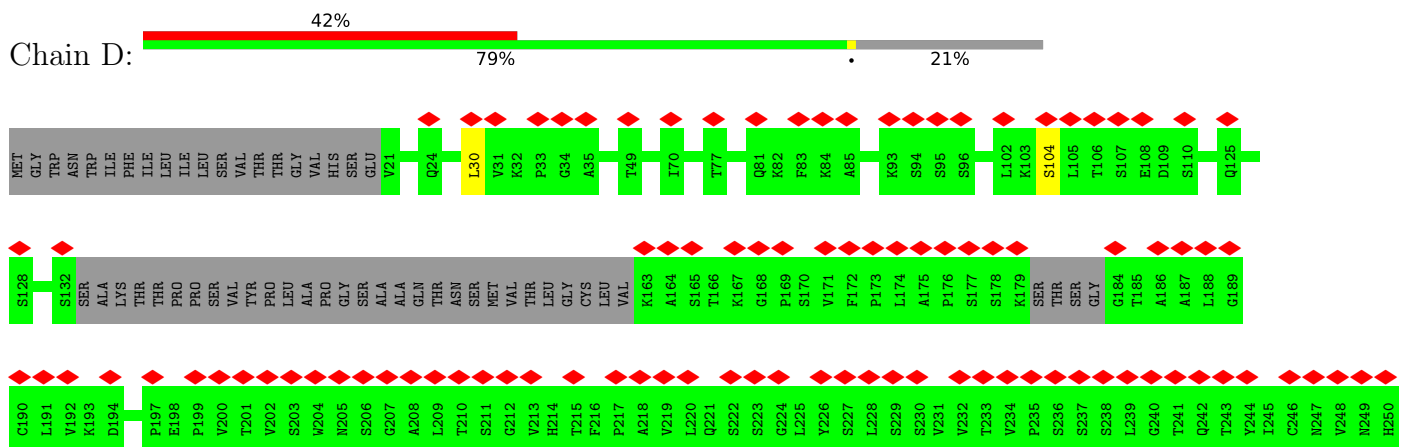 42%
Chain D:
79% • 21%
MET GLY TRP ASN TRP ILE PHE ILE LEU ILE LEU SER VAL THR THR GLY VAL HIS SER GLU V21 Q24 L30 V31 K32 P33 G34 A35 T49 I70 T77 Q81 K82 F83 K84 A85 K93 S94 S95 S96 L102 K103 S104 L105 T106 S107 E108 D109 S110 Q125
S128 S132 SER ALA LYS THR THR PRO PRO SER VAL TYR PRO LEU ALA PRO GLY SER ALA ALA GLN THR ASN SER MET VAL THR LEU GLY CYS LEU VAL K163 A164 S165 T166 K167 G168 P169 S170 V171 F172 P173 L174 A175 P176 S177 S178 K179 SER THR SER GLY G184 T185 A186 A187 L188 G189
C190 L191 V192 K193 D194 P197 E198 P199 V200 T201 V202 S203 W204 N205 S206 G207 A208 L209 T210 S211 G212 V213 H214 T215 F216 P217 A218 V219 L220 Q221 S222 S223 G224 L225 Y226 S227 L228 S229 S230 V231 V232 T233 V234 P235 S236 S237 S238 L239 G240 T241 Q242 T243 Y244 I245 C246 N247 V248 N249 H250